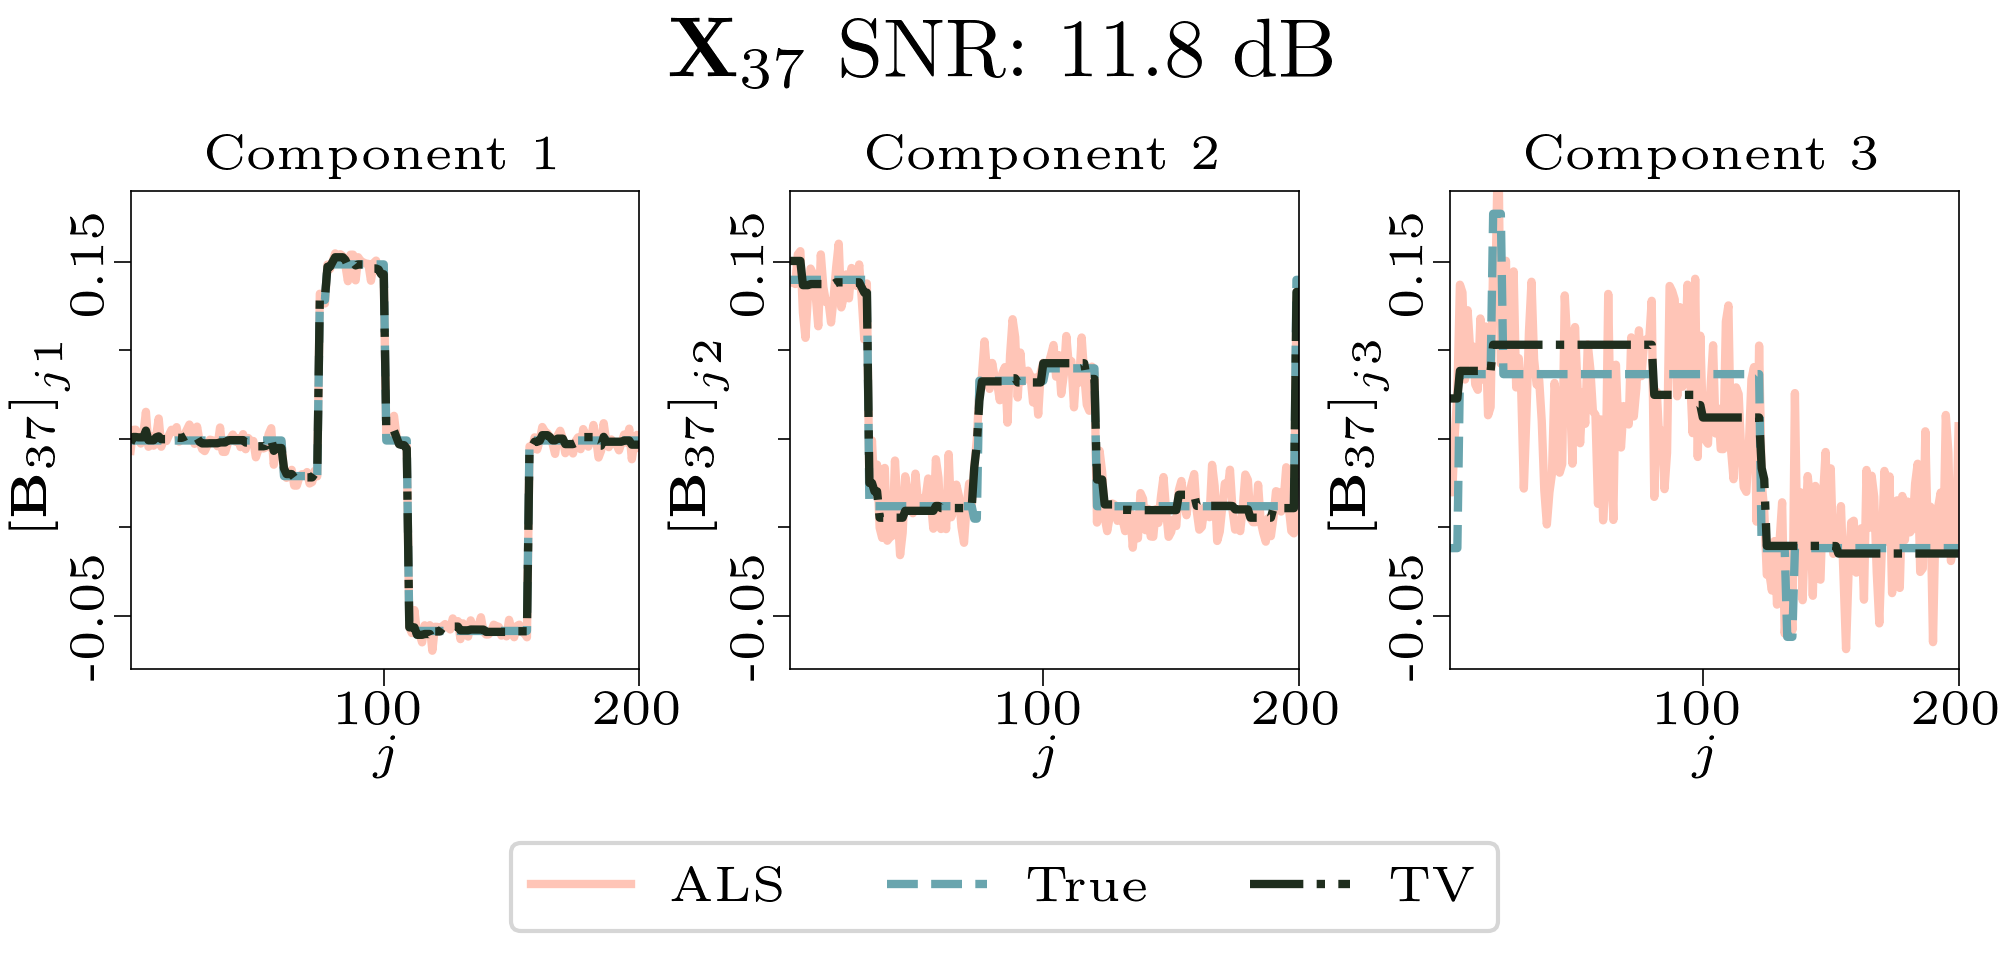 X37 SNR: 11.8 dB
Component 1
Component 2
Component 3
[B37]j1
0.15
-0.05
100
200
j
[B37]j2
0.15
-0.05
100
200
j
[B37]j3
0.15
-0.05
100
200
j
ALS
True
TV